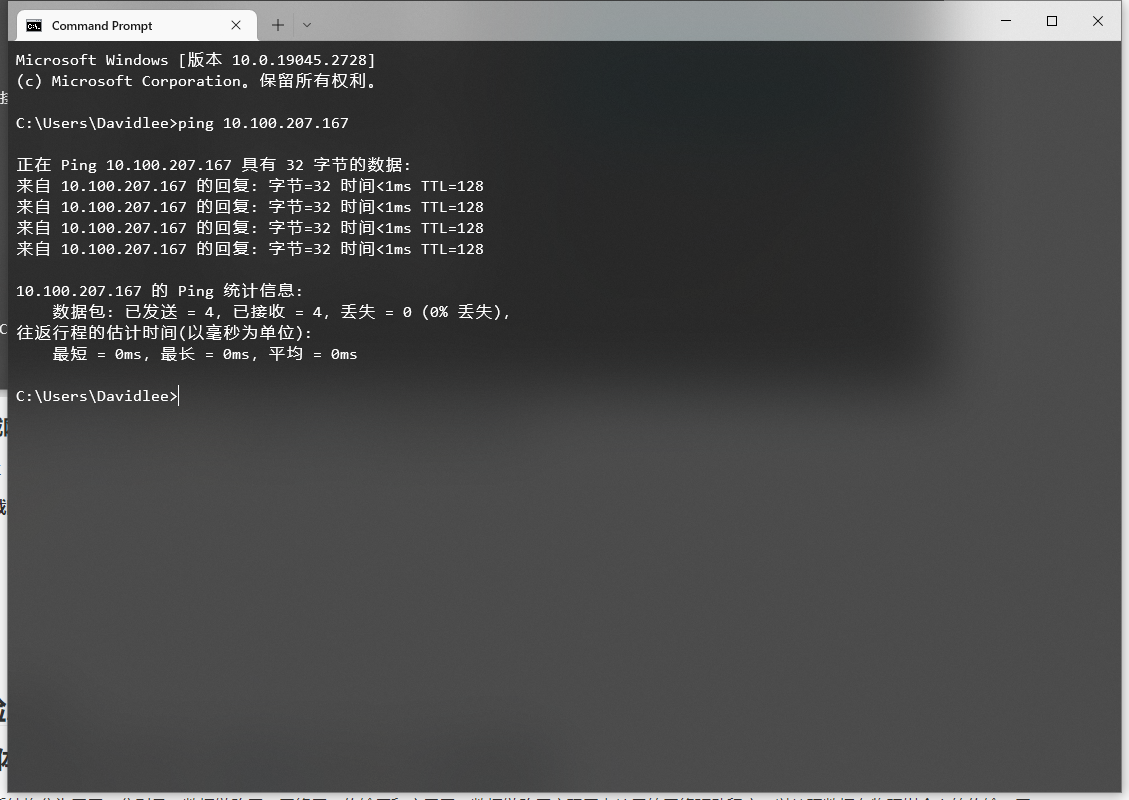 Command Prompt
Microsoft Windows [版本 10.0.19045.2728]
(c) Microsoft Corporation。保留所有权利。
C:\Users\Davidlee>ping 10.100.207.167
正在 Ping 10.100.207.167 具有 32 字节的数据:
来自 10.100.207.167 的回复: 字节=32 时间<1ms TTL=128
来自 10.100.207.167 的回复: 字节=32 时间<1ms TTL=128
来自 10.100.207.167 的回复: 字节=32 时间<1ms TTL=128
来自 10.100.207.167 的回复: 字节=32 时间<1ms TTL=128
10.100.207.167 的 Ping 统计信息:
数据包: 已发送 = 4, 已接收 = 4, 丢失 = 0 (0% 丢失),
往返行程的估计时间(以毫秒为单位):
最短 = 0ms, 最长 = 0ms, 平均 = 0ms
C:\Users\Davidlee>